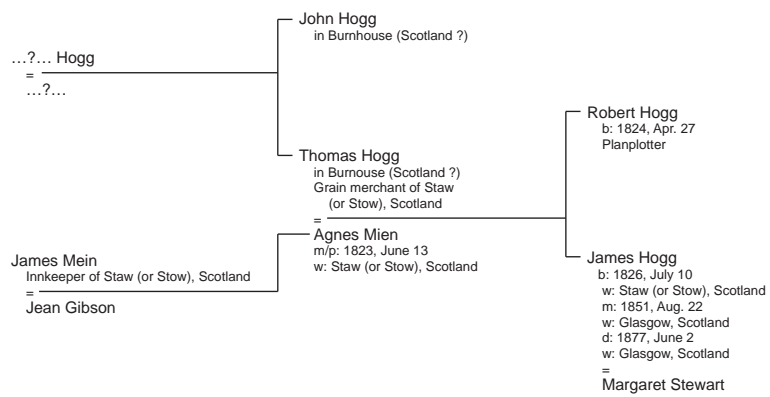 John Hogg
in Burnhouse (Scotland ?)
…?… Hogg
=
…?…
Thomas Hogg
in Burnouse (Scotland ?)
Grain merchant of Staw
(or Stow), Scotland
=
Agnes Mien
m/p: 1823, June 13
w: Staw (or Stow), Scotland
James Mein
Innkeeper of Staw (or Stow), Scotland
=
Jean Gibson
Robert Hogg
b: 1824, Apr. 27
Planplotter
James Hogg
b: 1826, July 10
w: Staw (or Stow), Scotland
m: 1851, Aug. 22
w: Glasgow, Scotland
d: 1877, June 2
w: Glasgow, Scotland
=
Margaret Stewart